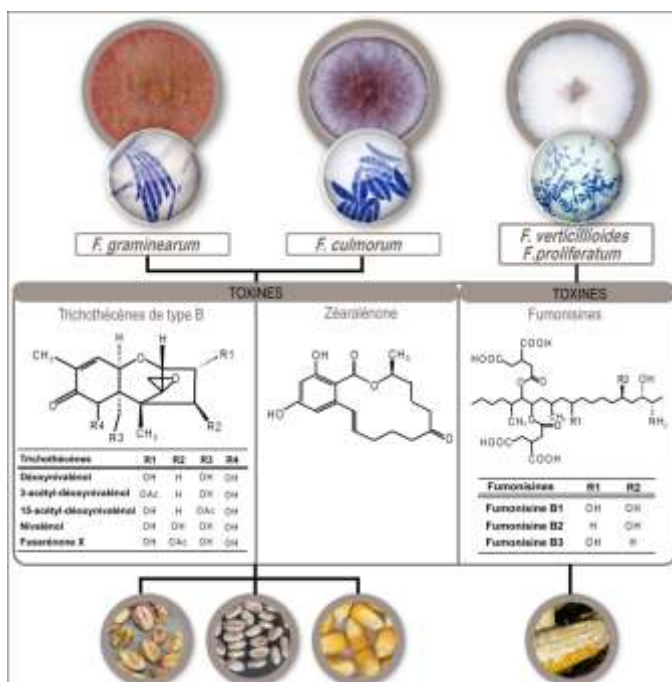 F. graminearum
F. culmorum
F. verticillioides
F.proliferatum
TOXINES
TOXINES
Trichothécènes de type B
Zéaralénone
Fumonisines
H
H
R1
CH₃
O
O
O
R4
R3
CH₃
R2
OH
O
CH₃
O
HO
O
COOH
COOH
HOOC
O
R2
OH
O
CH₃
CH₃
O
R1
NH₂
O
HOOC
COOH
Trichothécènes R1 R2 R3 R4
Déoxynivalénol OH H OH OH
3-acétyl-déoxynivalénol OAc H OH OH
15-acétyl-déoxynivalénol OH H OAc OH
Nivalénol OH OH OH OH
Fusarénone X OH OAc OH OH
Fumonisines R1 R2
Fumonisine B1 OH OH
Fumonisine B2 H OH
Fumonisine B3 OH H